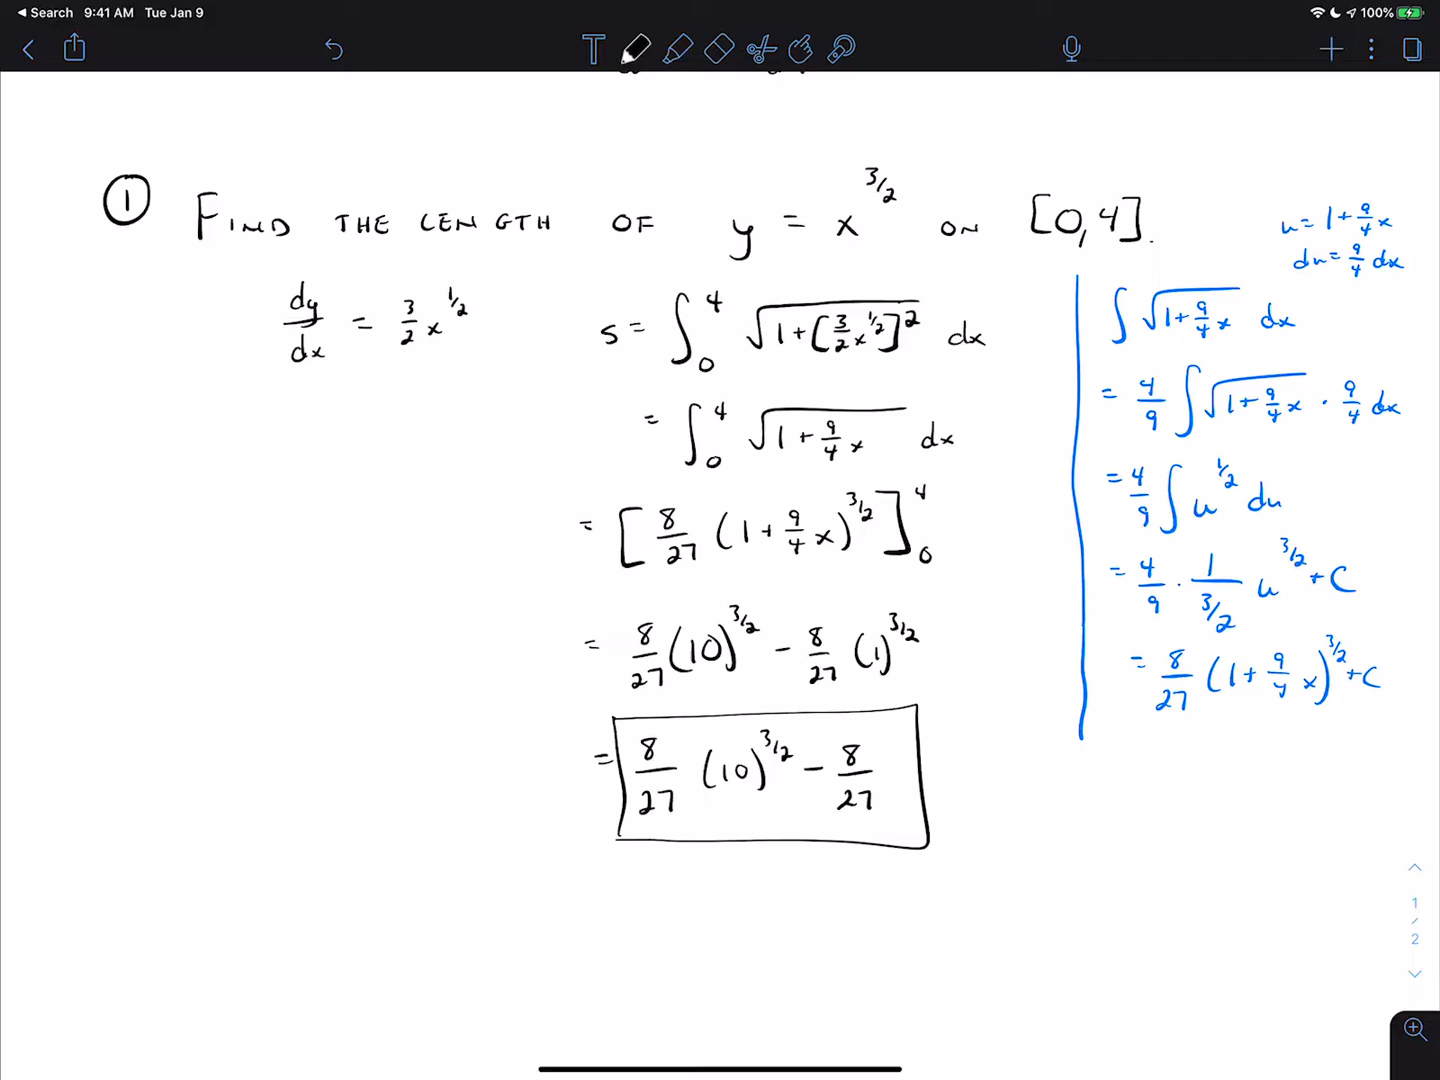 Search 9:41 AM Tue Jan 9 100%
T
① FIND THE LENGTH OF y = x^{3/2} ON [0,4].
dy/dx = 3/2 x^{1/2}
s = ∫_0^4 √(1+[3/2 x^{1/2}]^2) dx
= ∫_0^4 √(1+9/4 x) dx
= [8/27 (1+9/4 x)^{3/2}]_0^4
= 8/27 (10)^{3/2} − 8/27 (1)^{3/2}
= 8/27 (10)^{3/2} − 8/27
u = 1+9/4 x
du = 9/4 dx
∫ √(1+9/4 x) dx
= 4/9 ∫ √(1+9/4 x) · 9/4 dx
= 4/9 ∫ u^{1/2} du
= 4/9 · 1/(3/2) u^{3/2} + C
= 8/27 (1+9/4 x)^{3/2} + C
1
/
2